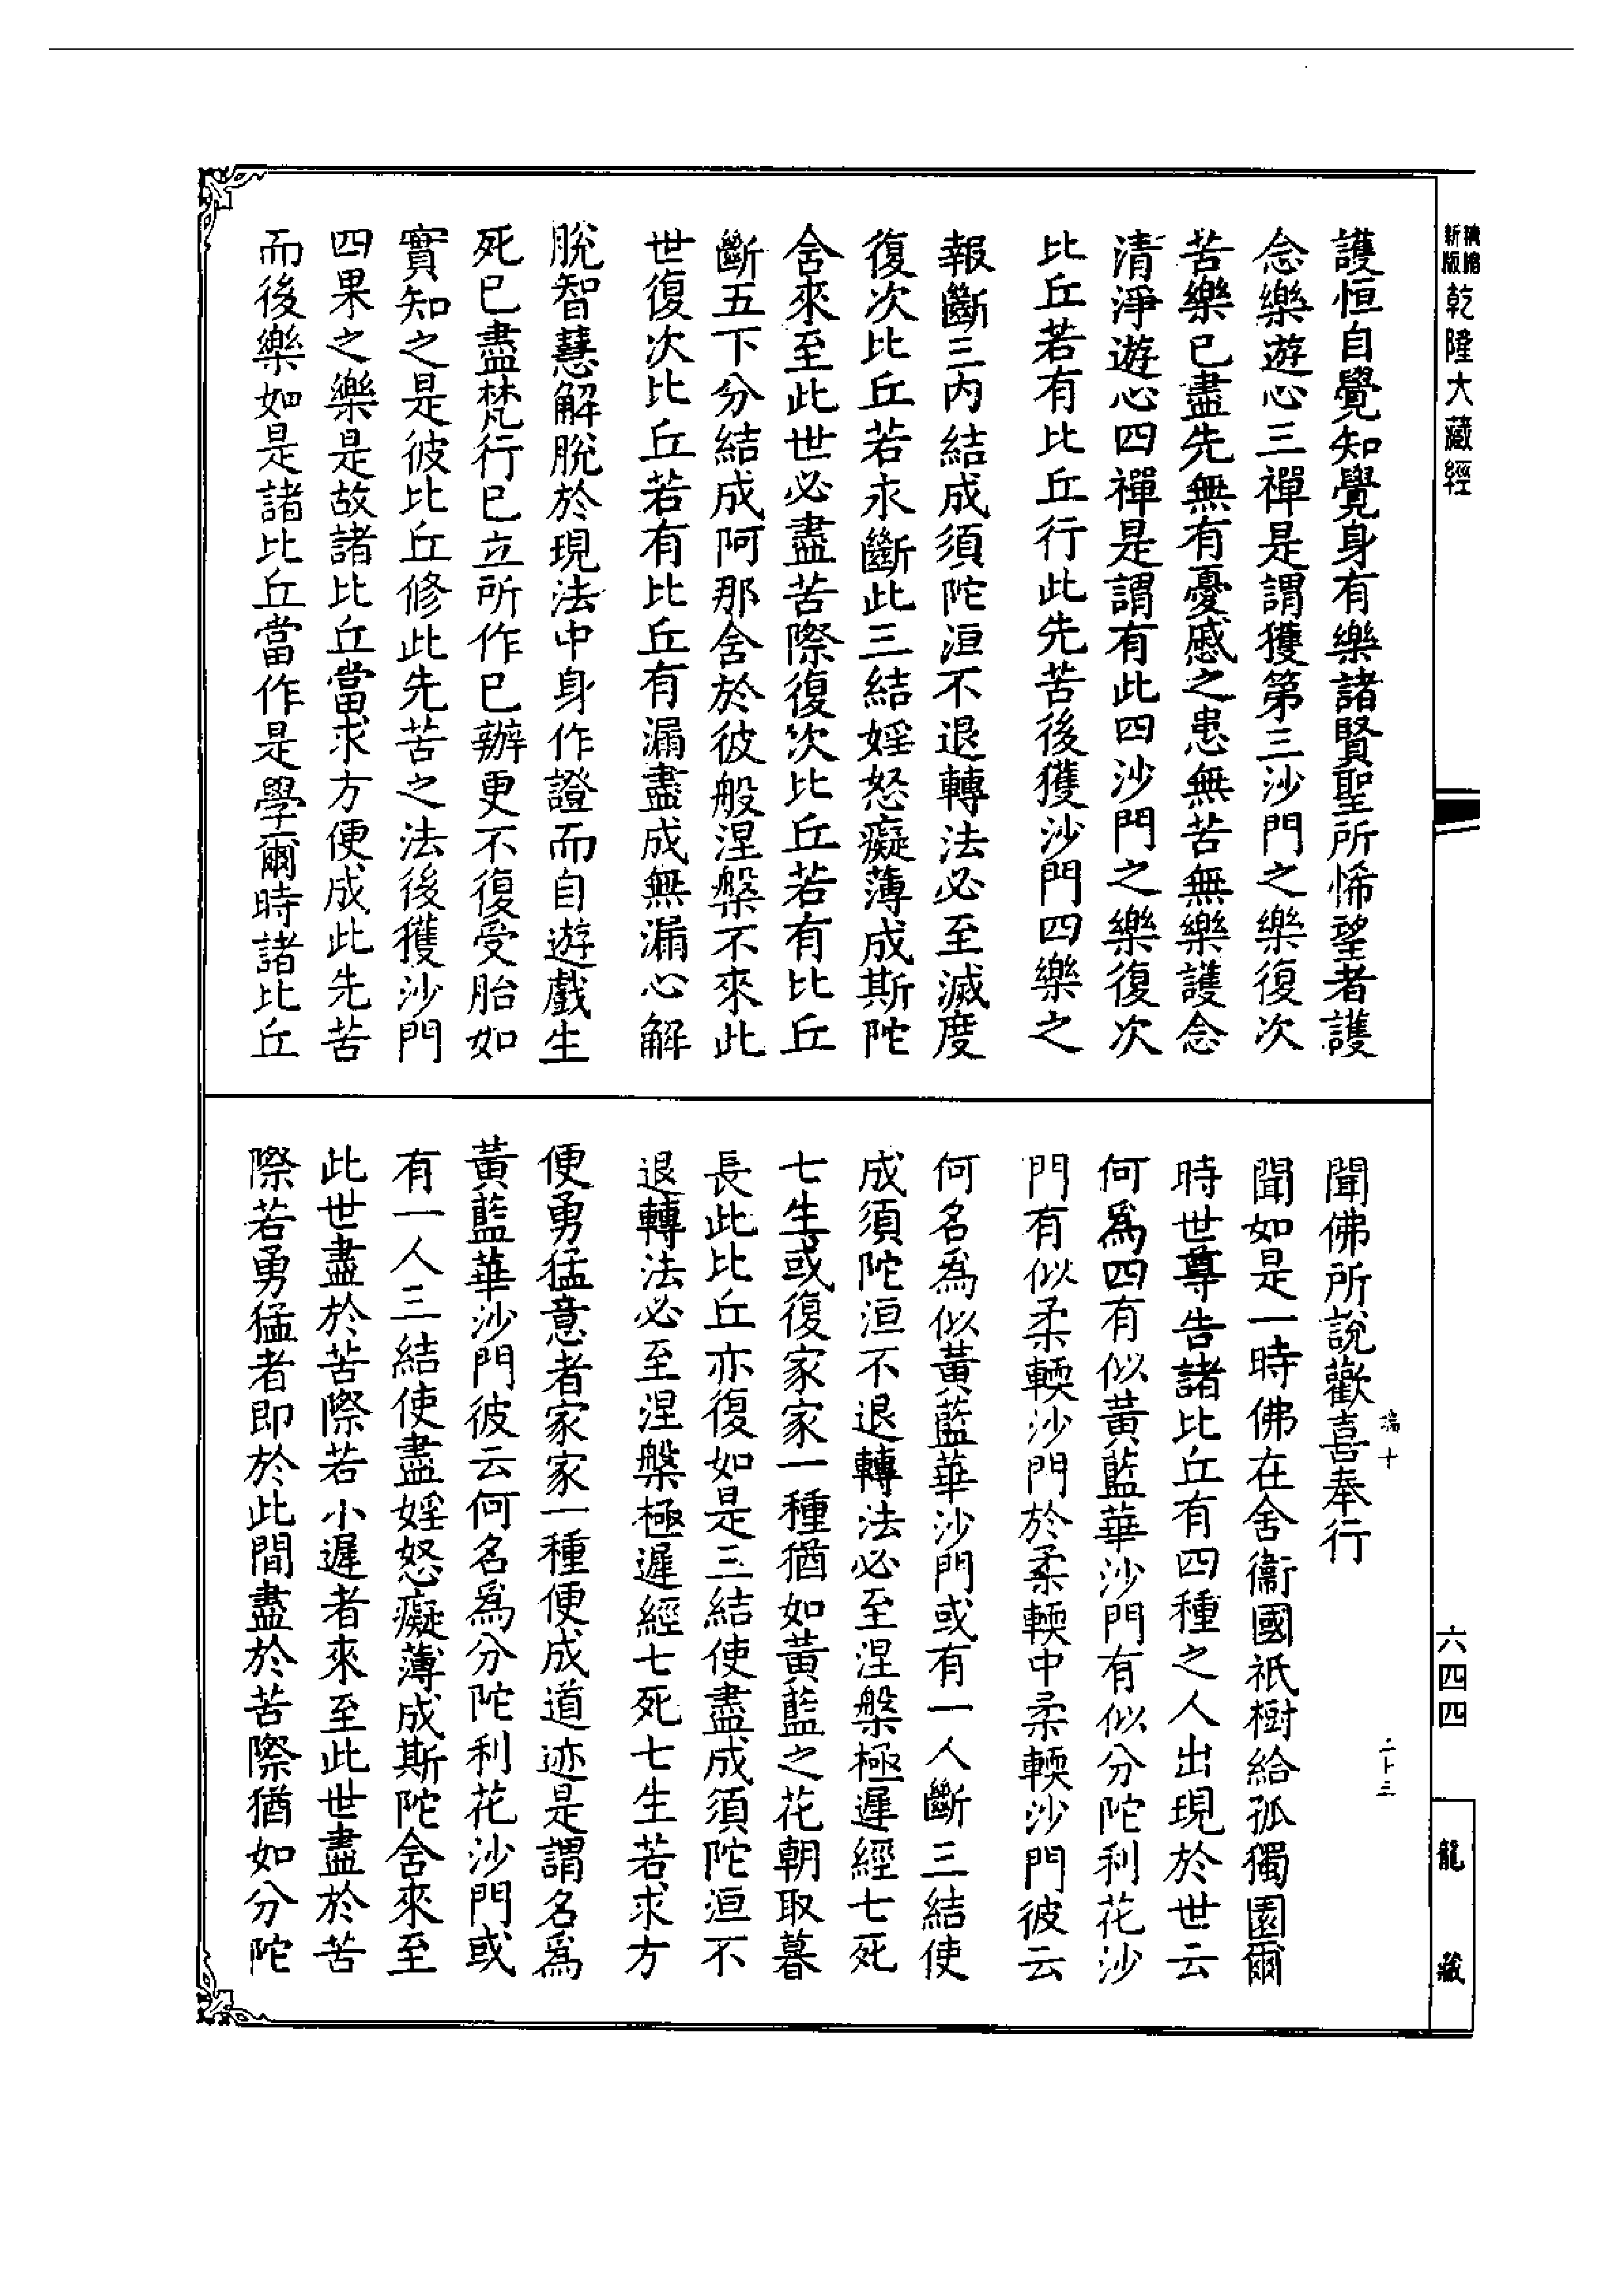 新版
精縮
乾隆大藏經
護恒自覺知覺身有樂諸賢聖所悕望者護
念樂遊心三禪是謂獲第三沙門之樂復次
苦樂已盡先無有憂慼之患無苦無樂護念
清淨遊心四禪是謂有此四沙門之樂復次
比丘若有比丘行此先苦後獲沙門四樂之
報斷三内結成須陀洹不退轉法必至滅度
復次比丘若永斷此三結婬怒癡薄成斯陀
舍來至此世必盡苦際復次比丘若有比丘
斷五下分結成阿那舍於彼般涅槃不來此
世復次比丘若有比丘有漏盡成無漏心解
脫智慧解脫於現法中身作證而自遊戲生
死已盡梵行已立所作已辦更不復受胎如
實知之是彼比丘修此先苦之法後獲沙門
四果之樂是故諸比丘當求方便成此先苦
而後樂如是諸比丘當作是學爾時諸比丘
聞佛所說歡喜奉行
聞如是一時佛在舍衞國祇樹給孤獨園爾
時世尊告諸比丘有四種之人出現於世云
何爲四有似黃藍華沙門有似分陀利花沙
門有似柔輭沙門於柔輭中柔輭沙門彼云
何名爲似黃藍華沙門或有一人斷三結使
成須陀洹不退轉法必至涅槃極遲經七死
七生或復家家一種猶如黃藍之花朝取暮
長此比丘亦復如是三結使盡成須陀洹不
退轉法必至涅槃極遲經七死七生若求方
便勇猛意者家家一種便成道迹是謂名爲
黃藍華沙門彼云何名爲分陀利花沙門或
有一人三結使盡婬怒癡薄成斯陀舍來至
此世盡於苦際若小遲者來至此世盡於苦
際若勇猛者即於此間盡於苦際猶如分陀
六四四
龍藏